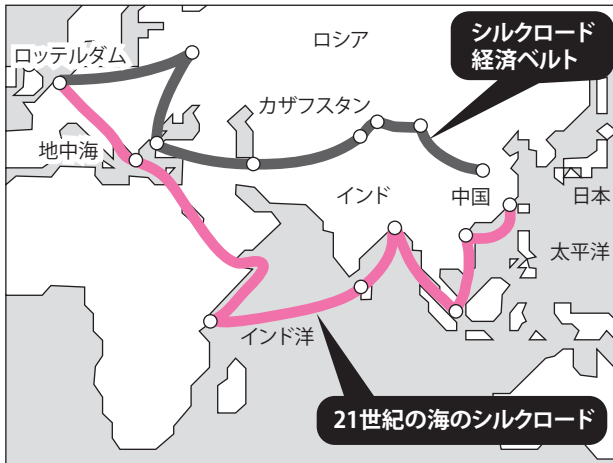 ロシア
シルクロード
経済ベルト
ロッテルダム
カザフスタン
地中海
インド
中国
日本
太平洋
インド洋
21世紀の海のシルクロード